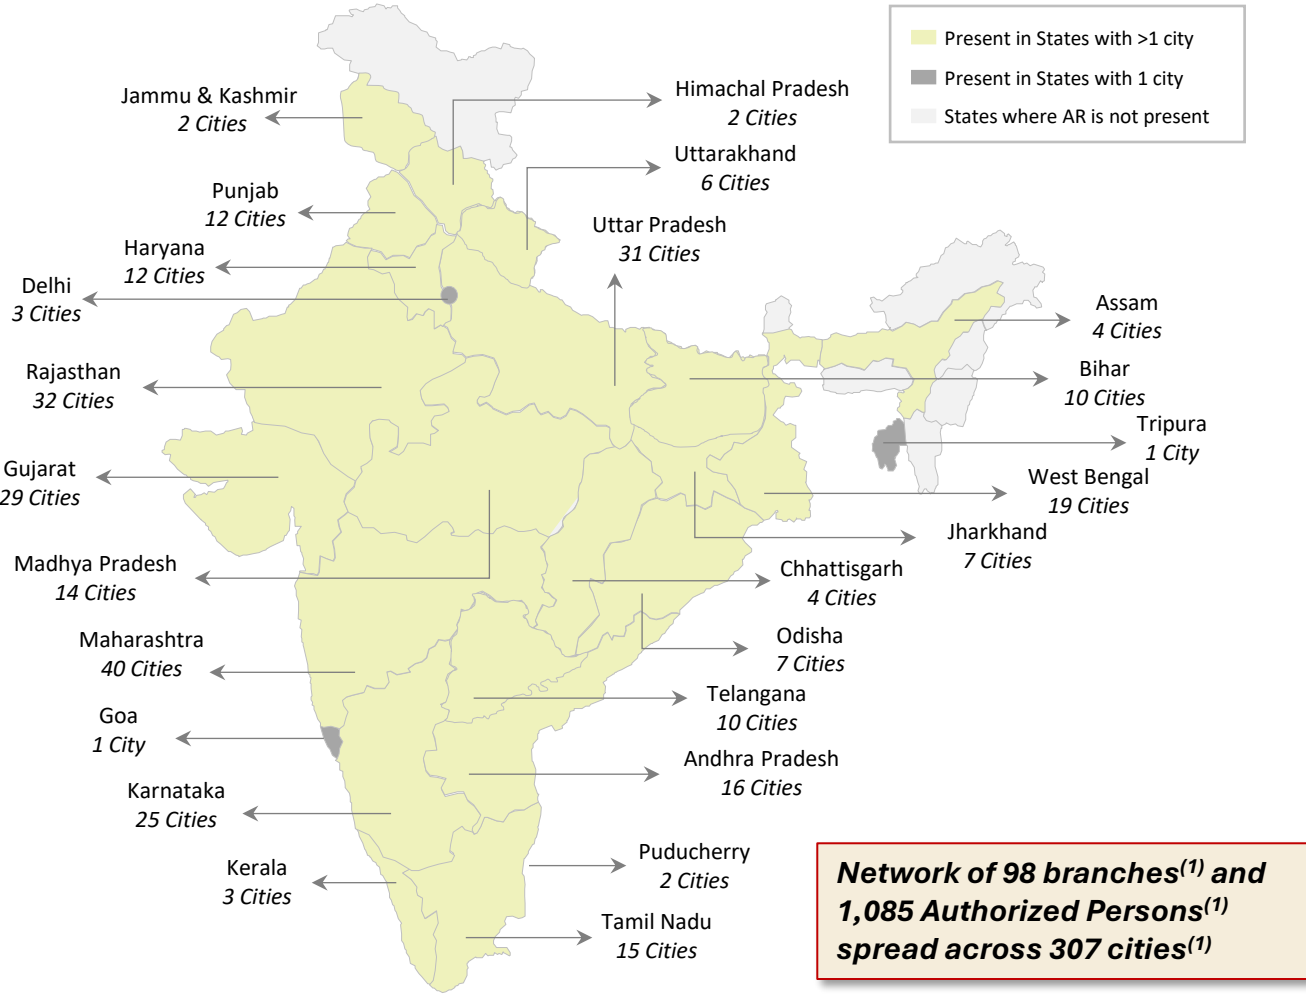 Present in States with >1 city
Present in States with 1 city
States where AR is not present
Jammu & Kashmir
2 Cities
Himachal Pradesh
2 Cities
Uttarakhand
6 Cities
Punjab
12 Cities
Uttar Pradesh
31 Cities
Haryana
12 Cities
Delhi
3 Cities
Assam
4 Cities
Rajasthan
32 Cities
Bihar
10 Cities
Tripura
1 City
Gujarat
29 Cities
West Bengal
19 Cities
Jharkhand
7 Cities
Madhya Pradesh
14 Cities
Chhattisgarh
4 Cities
Maharashtra
40 Cities
Odisha
7 Cities
Telangana
10 Cities
Goa
1 City
Andhra Pradesh
16 Cities
Karnataka
25 Cities
Puducherry
2 Cities
Kerala
3 Cities
Tamil Nadu
15 Cities
Network of 98 branches(1) and
1,085 Authorized Persons(1)
spread across 307 cities(1)